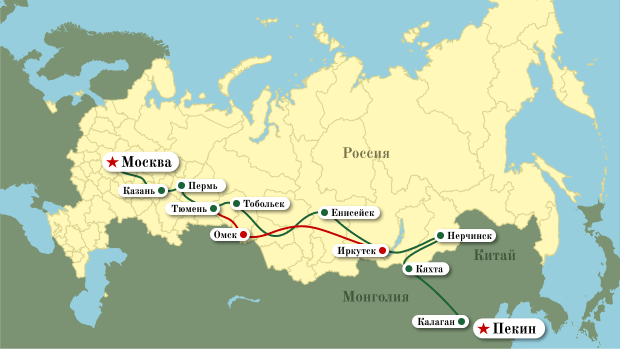 Россия
Москва
Казань
Пермь
Тюмень
Тобольск
Омск
Енисейск
Иркутск
Нерчинск
Китай
Кяхта
Монголия
Калаган
Пекин